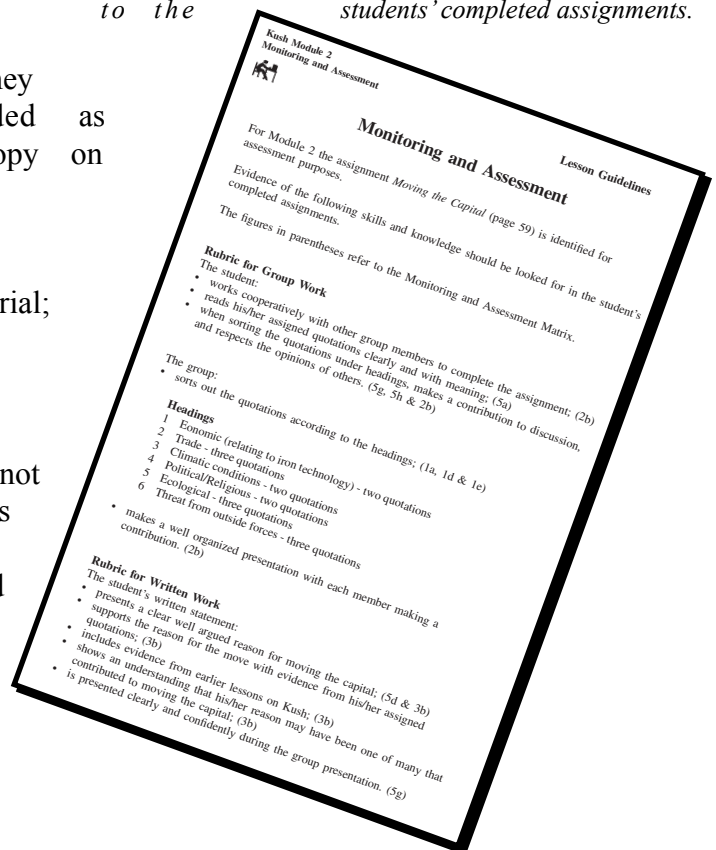 to the students' completed assignments.
as
on
not
Kush Module 2
Monitoring and Assessment
Lesson Guidelines
Monitoring and Assessment
For Module 2 the assignment Moving the Capital (page 59) is identified for
assessment purposes.
Evidence of the following skills and knowledge should be looked for in the student's
completed assignments.
The figures in parentheses refer to the Monitoring and Assessment Matrix.
Rubric for Group Work
The student:
• works cooperatively with other group members to complete the assignment; (2b)
• reads his/her assigned quotations clearly and with meaning; (5a)
• when sorting the quotations under headings, makes a contribution to discussion,
and respects the opinions of others. (5g, 5h & 2b)
The group:
• sorts out the quotations according to the headings; (1a, 1d & 1e)
Headings
1 Eonomic (relating to iron technology) - two quotations
2 Trade - three quotations
3 Climatic conditions - two quotations
4 Political/Religious - two quotations
5 Ecological - three quotations
6 Threat from outside forces - three quotations
• makes a well organized presentation with each member making a
contribution. (2b)
Rubric for Written Work
The student's written statement:
• presents a clear well argued reason for moving the capital; (5d & 3b)
• supports the reason for the move with evidence from his/her assigned
quotations; (3b)
• includes evidence from earlier lessons on Kush; (3b)
• shows an understanding that his/her reason may have been one of many that
contributed to moving the capital; (3b)
• is presented clearly and confidently during the group presentation. (5g)